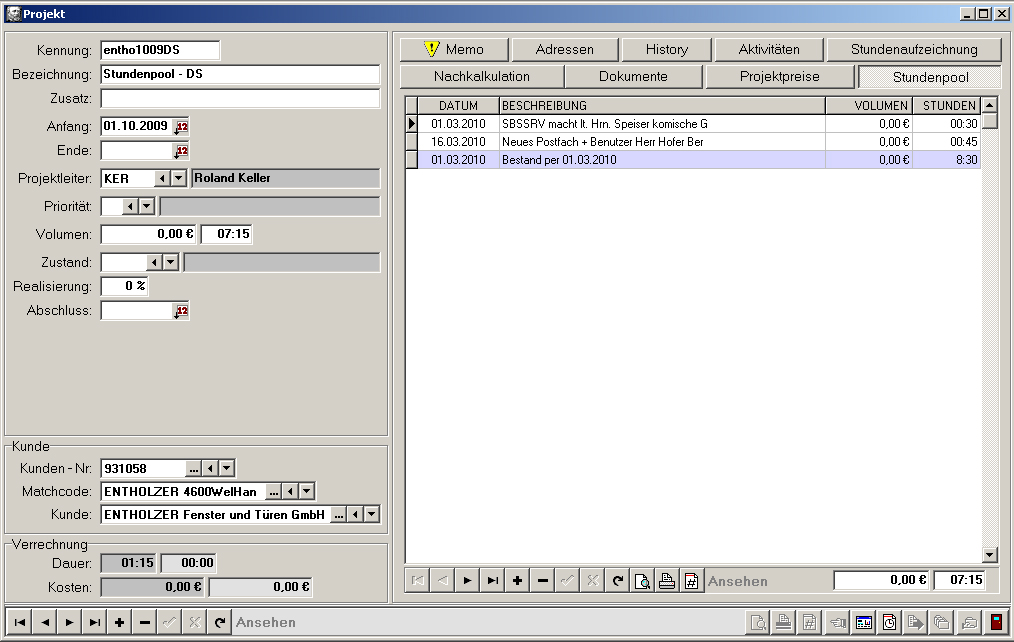 Projekt
Kennung: entho1009DS
Bezeichnung: Stundenpool - DS
Zusatz:
Anfang: 01.10.2009 12
Ende: 12
Projektleiter: KER Roland Keller
Priorität:
Volumen: 0,00 € 07:15
Zustand:
Realisierung: 0 %
Abschluss: 12
Kunde
Kunden - Nr: 931058 ...
Matchcode: ENTHOLZER 4600WelHan ...
Kunde: ENTHOLZER Fenster und Türen GmbH ...
Verrechnung
Dauer: 01:15 00:00
Kosten: 0,00 € 0,00 €
Memo Adressen History Aktivitäten Stundenaufzeichnung
Nachkalkulation Dokumente Projektpreise Stundenpool
DATUM BESCHREIBUNG VOLUMEN STUNDEN
01.03.2010 SBSSRV macht lt. Hrn. Speiser komische G 0,00 € 00:30
16.03.2010 Neues Postfach + Benutzer Herr Hofer Ber 0,00 € 00:45
01.03.2010 Bestand per 01.03.2010 0,00 € 8:30
Ansehen 0,00 € 07:15
Ansehen